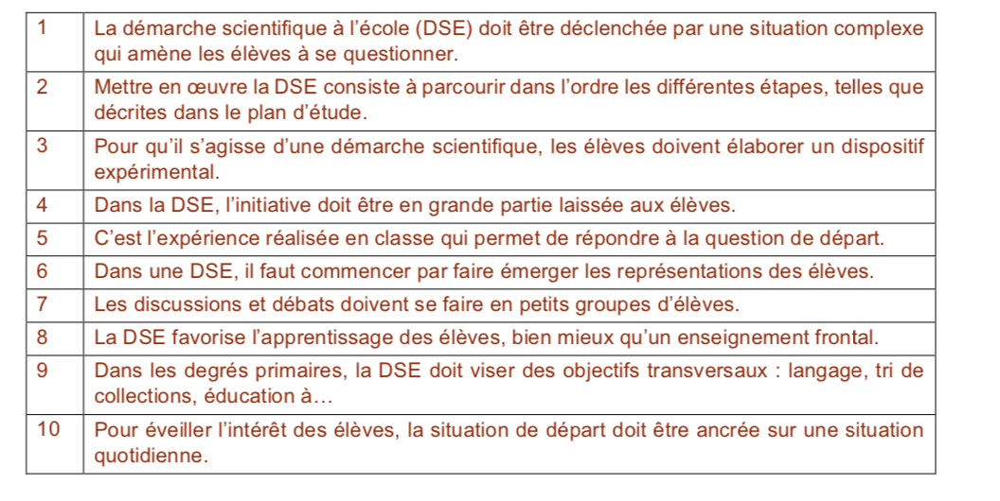 1 La démarche scientifique à l’école (DSE) doit être déclenchée par une situation complexe
qui amène les élèves à se questionner.
2 Mettre en œuvre la DSE consiste à parcourir dans l’ordre les différentes étapes, telles que
décrites dans le plan d’étude.
3 Pour qu’il s’agisse d’une démarche scientifique, les élèves doivent élaborer un dispositif
expérimental.
4 Dans la DSE, l’initiative doit être en grande partie laissée aux élèves.
5 C’est l’expérience réalisée en classe qui permet de répondre à la question de départ.
6 Dans une DSE, il faut commencer par faire émerger les représentations des élèves.
7 Les discussions et débats doivent se faire en petits groupes d’élèves.
8 La DSE favorise l’apprentissage des élèves, bien mieux qu’un enseignement frontal.
9 Dans les degrés primaires, la DSE doit viser des objectifs transversaux : langage, tri de
collections, éducation à…
10 Pour éveiller l’intérêt des élèves, la situation de départ doit être ancrée sur une situation
quotidienne.